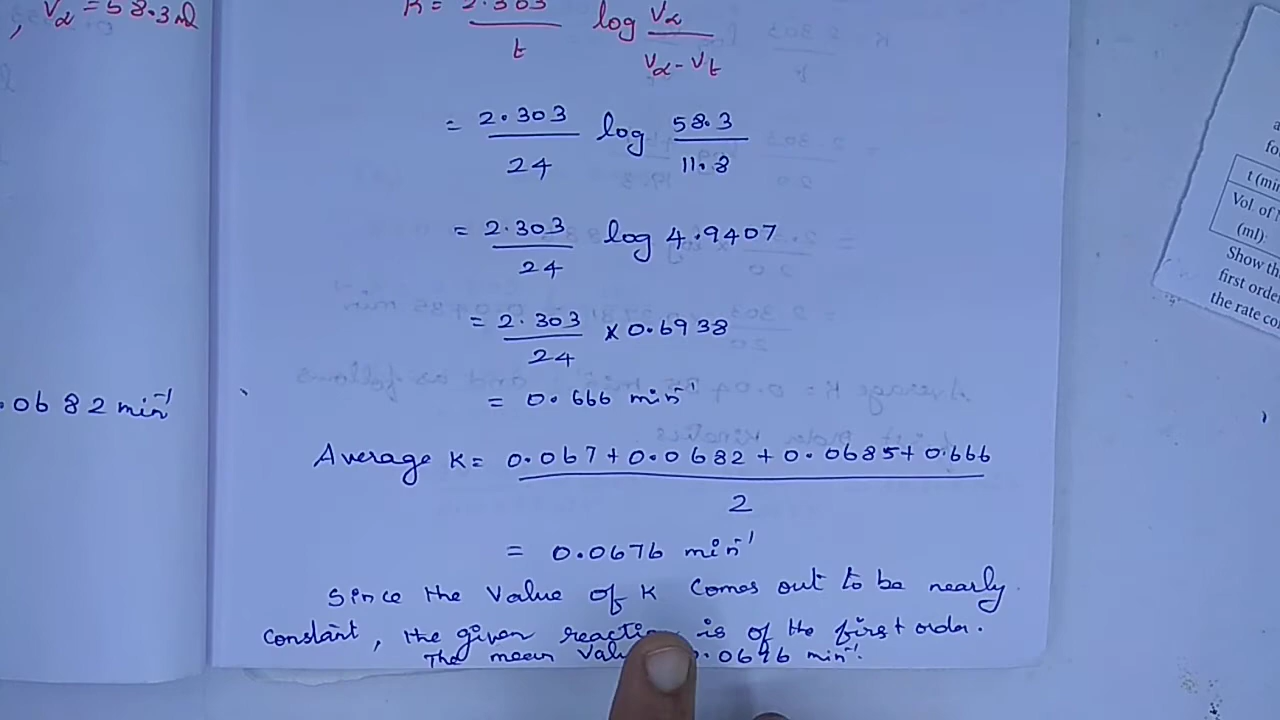 , Vα = 58.3 ml
K = 2.303 / t log Vα / Vα - Vt
= 2.303 / 24 log 58.3 / 11.8
= 2.303 / 24 log 4.9407
= 2.303 / 24 × 0.6938
.0682 min⁻¹
= 0.666 min⁻¹
Average K = 0.067 + 0.0682 + 0.0685 + 0.666 / 2
= 0.0676 min⁻¹
Since the value of K comes out to be nearly
constant, the given reaction is of the first order.
The mean .0676 min⁻¹.
t (min
Vol. of
(ml):
Show th
first orde
the rate co